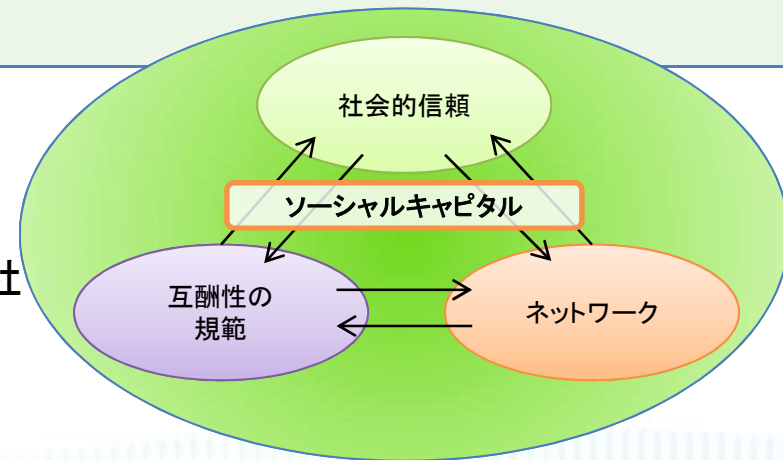 社会的信頼
ソーシャルキャピタル
社
互酬性の
規範
ネットワーク